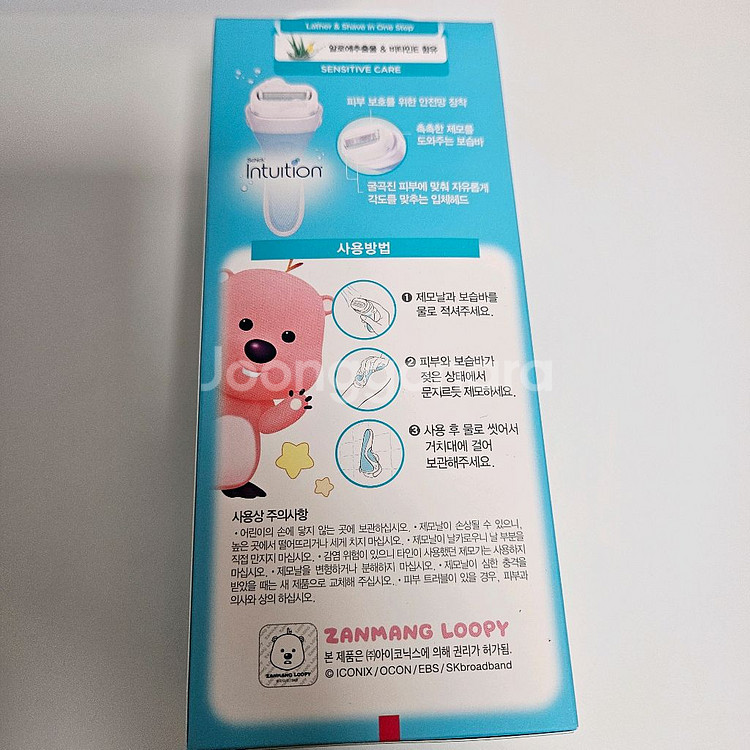 Lather & Shave in One Step
알로에추출물 & 비타민E 함유
SENSITIVE CARE
피부 보호를 위한 안전망 장착
촉촉한 제모를
도와주는 보습바
Schick
Intuition
굴곡진 피부에 맞춰 자유롭게
각도를 맞추는 입체헤드
사용방법
1 제모날과 보습바를
물로 적셔주세요.
2 피부와 보습바가
젖은 상태에서
문지르듯 제모하세요.
3 사용 후 물로 씻어서
거치대에 걸어
보관해주세요.
Joonggonara
사용상 주의사항
• 어린이의 손에 닿지 않는 곳에 보관하십시오. • 제모날이 손상될 수 있으니,
높은 곳에서 떨어뜨리거나 세게 치지 마십시오. • 제모날이 날카로우니 날 부분을
직접 만지지 마십시오. • 감염 위험이 있으니 타인이 사용했던 제모기는 사용하지
마십시오. • 제모날을 변형하거나 분해하지 마십시오. • 제모날이 심한 충격을
받았을 때는 새 제품으로 교체해 주십시오. • 피부 트러블이 있을 경우, 피부과
의사와 상의 하십시오.
ZANMANG LOOPY
본 제품은 ㈜아이코닉스에 의해 권리가 허가됨.
© ICONIX / OCON / EBS / SKbroadband
ZANMANG LOOPY